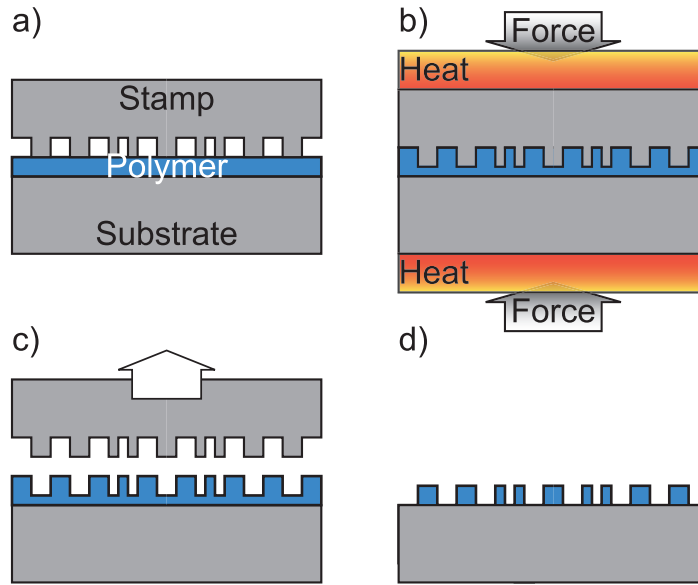 a)
Stamp
Polymer
Substrate
b)
Force
Heat
Heat
Force
c)
d)